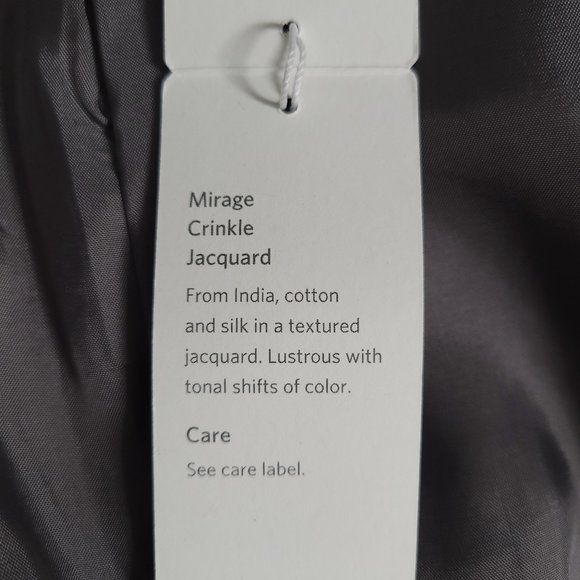 Mirage
Crinkle
Jacquard
From India, cotton
and silk in a textured
jacquard. Lustrous with
tonal shifts of color.
Care
See care label.